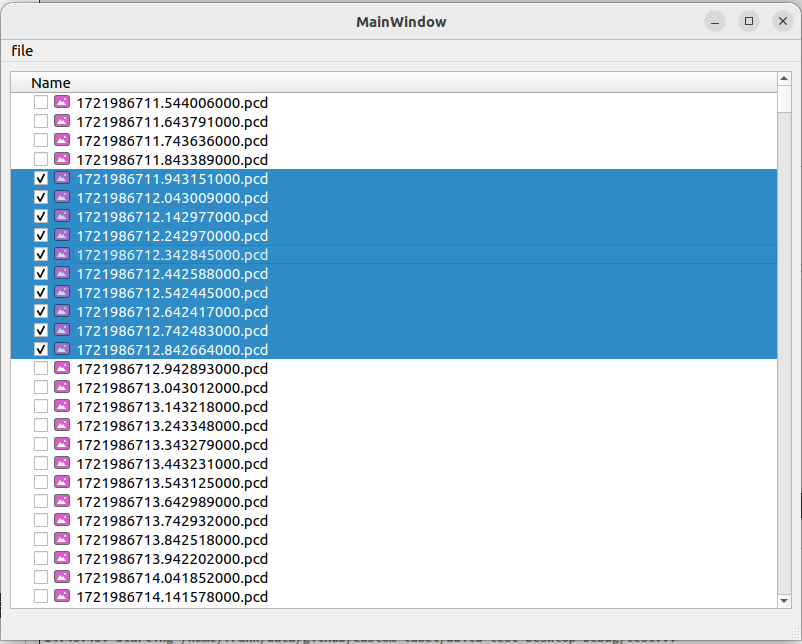 MainWindow
file
Name
1721986711.544006000.pcd
1721986711.643791000.pcd
1721986711.743636000.pcd
1721986711.843389000.pcd
1721986711.943151000.pcd
1721986712.043009000.pcd
1721986712.142977000.pcd
1721986712.242970000.pcd
1721986712.342845000.pcd
1721986712.442588000.pcd
1721986712.542445000.pcd
1721986712.642417000.pcd
1721986712.742483000.pcd
1721986712.842664000.pcd
1721986712.942893000.pcd
1721986713.043012000.pcd
1721986713.143218000.pcd
1721986713.243348000.pcd
1721986713.343279000.pcd
1721986713.443231000.pcd
1721986713.543125000.pcd
1721986713.642989000.pcd
1721986713.742932000.pcd
1721986713.842518000.pcd
1721986713.942202000.pcd
1721986714.041852000.pcd
1721986714.141578000.pcd